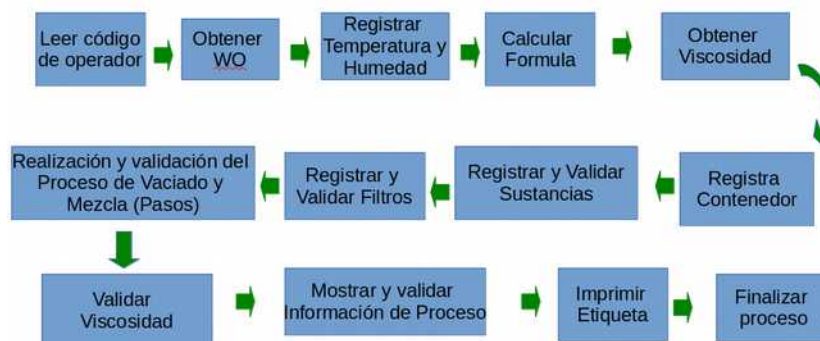 Leer código
de operador
Obtener
WO
Registrar
Temperatura y
Humedad
Calcular
Formula
Obtener
Viscosidad
Registra
Contenedor
Registrar y Validar
Sustancias
Registrar y
Validar Filtros
Realización y validación del
Proceso de Vaciado y
Mezcla (Pasos)
Validar
Viscosidad
Mostrar y validar
Información de Proceso
Imprimir
Etiqueta
Finalizar
proceso